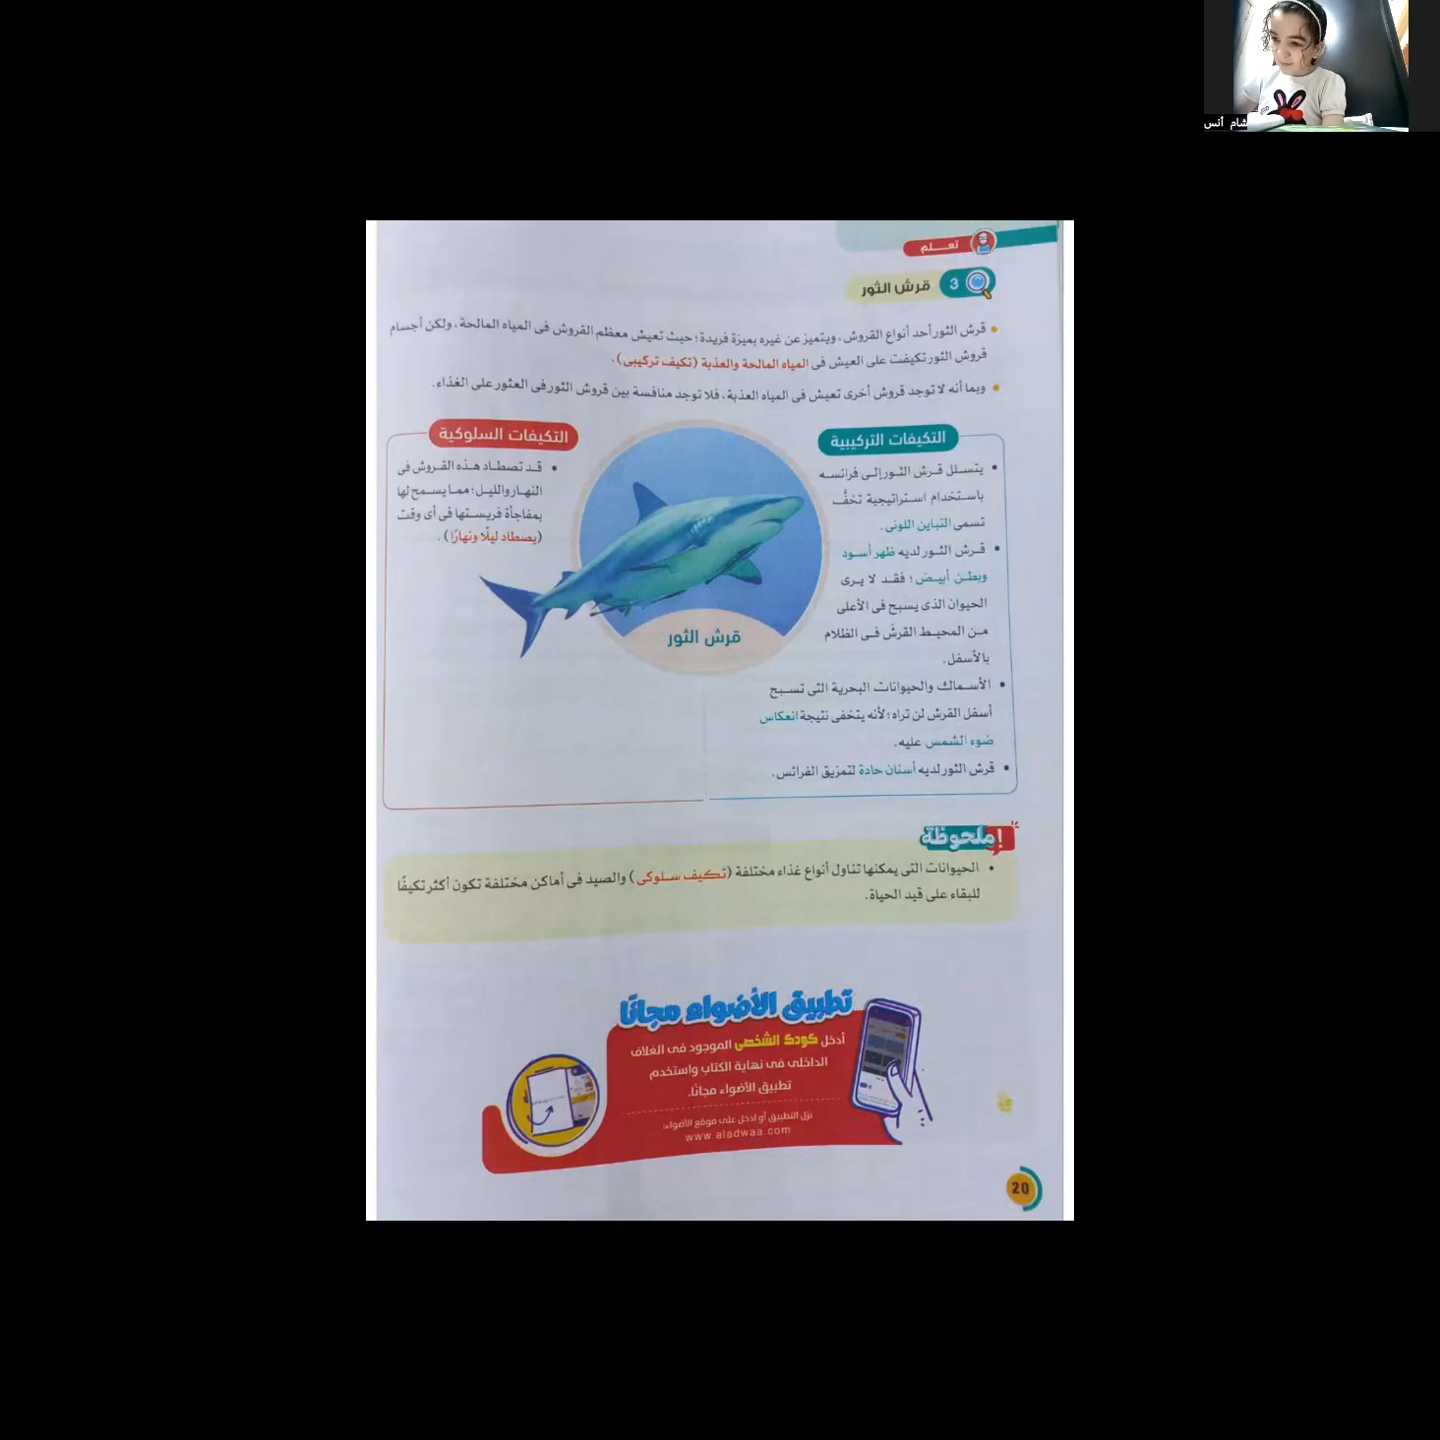 شام أنس
تعلم
3 قرش الثور
قرش الثور أحد أنواع القروش، ويتميز عن غيره بميزة فريدة؛ حيث تعيش معظم القروش فى المياه المالحة، ولكن أجسام
قروش الثور تكيفت على العيش فى المياه المالحة والعذبة (تكيف تركيبى).
وبما أنه لا توجد قروش أخرى تعيش فى المياه العذبة، فلا توجد منافسة بين قروش الثور فى العثور على الغذاء.
التكيفات التركيبية
يتسلل قرش الثور إلى فرائسه
باستخدام استراتيجية تخفٍّ
تسمى التباين اللونى.
قرش الثور لديه ظهر أسود
وبطن أبيض؛ فقد لا يرى
الحيوان الذى يسبح فى الأعلى
من المحيط القرش فى الظلام
بالأسفل.
الأسماك والحيوانات البحرية التى تسبح
أسفل القرش لن تراه؛ لأنه يتخفى نتيجة انعكاس
ضوء الشمس عليه.
قرش الثور لديه أسنان حادة لتمزيق الفرائس.
قرش الثور
التكيفات السلوكية
قد تصطاد هذه القروش فى
النهار والليل؛ مما يسمح لها
بمفاجأة فريستها فى أى وقت
(يصطاد ليلًا ونهارًا).
ملحوظة!
الحيوانات التى يمكنها تناول أنواع غذاء مختلفة (تكيف سلوكى) والصيد فى أماكن مختلفة تكون أكثر تكيفًا
للبقاء على قيد الحياة.
تطبيق الأضواء مجانًا
أدخل كودك الشخصى الموجود فى الغلاف
الداخلى فى نهاية الكتاب واستخدم
تطبيق الأضواء مجانًا.
نزل التطبيق أو ادخل على موقع الأضواء:
www.aladwaa.com
20